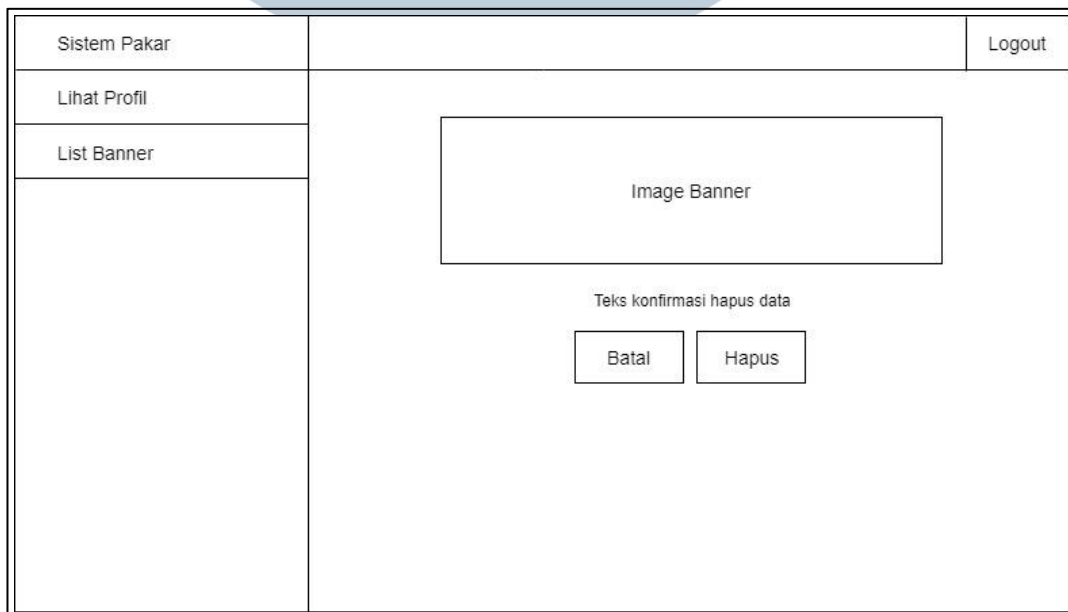 Sistem Pakar
Logout
Lihat Profil
List Banner
Image Banner
Teks konfirmasi hapus data
Batal
Hapus